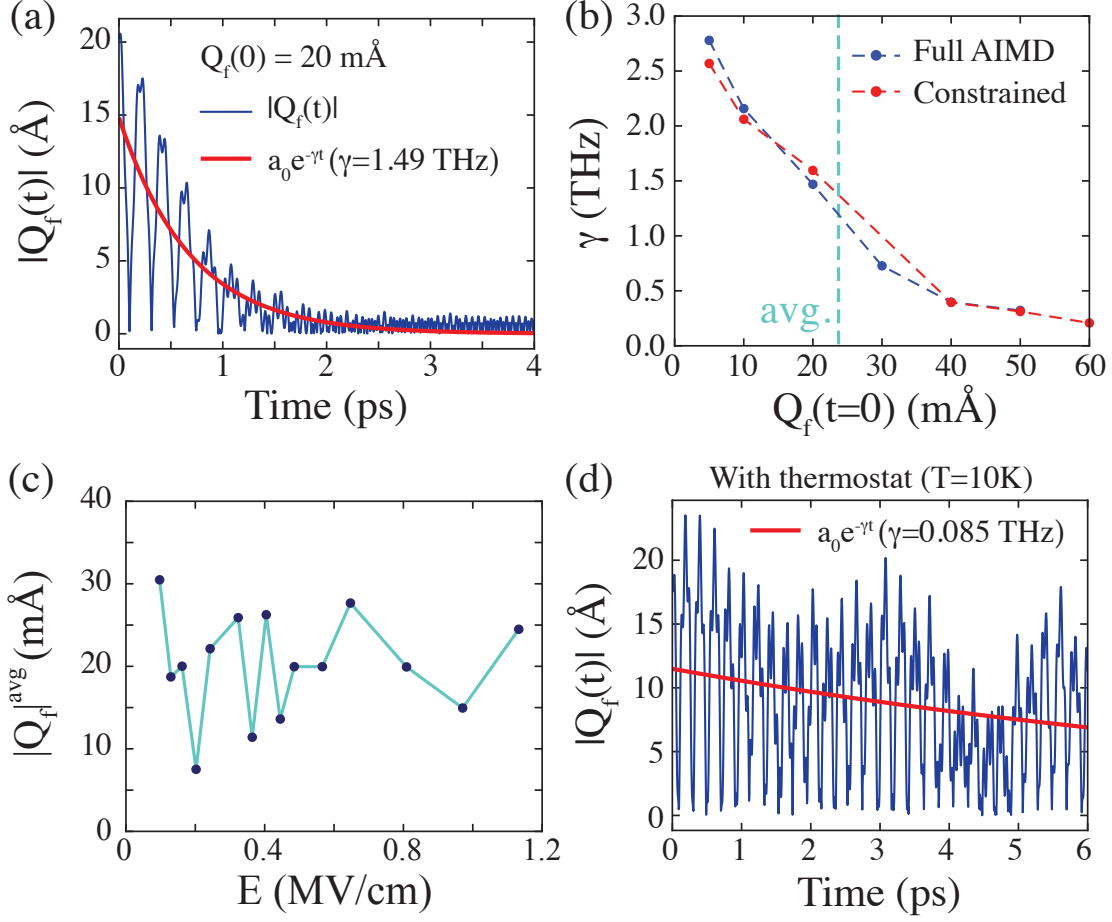 (a)
Q_f(0) = 20 mÅ
|Q_f(t)|
a_0e^{-γt} (γ=1.49 THz)
|Q_f(t)| (Å)
20
15
10
5
0
0 1 2 3 4
Time (ps)
(b)
Full AIMD
Constrained
avg.
γ (THz)
3.0
2.5
2.0
1.5
1.0
0.5
0.0
0 10 20 30 40 50 60
Q_f(t=0) (mÅ)
(c)
|Q_f|^{avg} (mÅ)
40
30
20
10
0
0 0.4 0.8 1.2
E (MV/cm)
(d)
With thermostat (T=10K)
a_0e^{-γt} (γ=0.085 THz)
|Q_f(t)| (Å)
20
15
10
5
0
0 1 2 3 4 5 6
Time (ps)